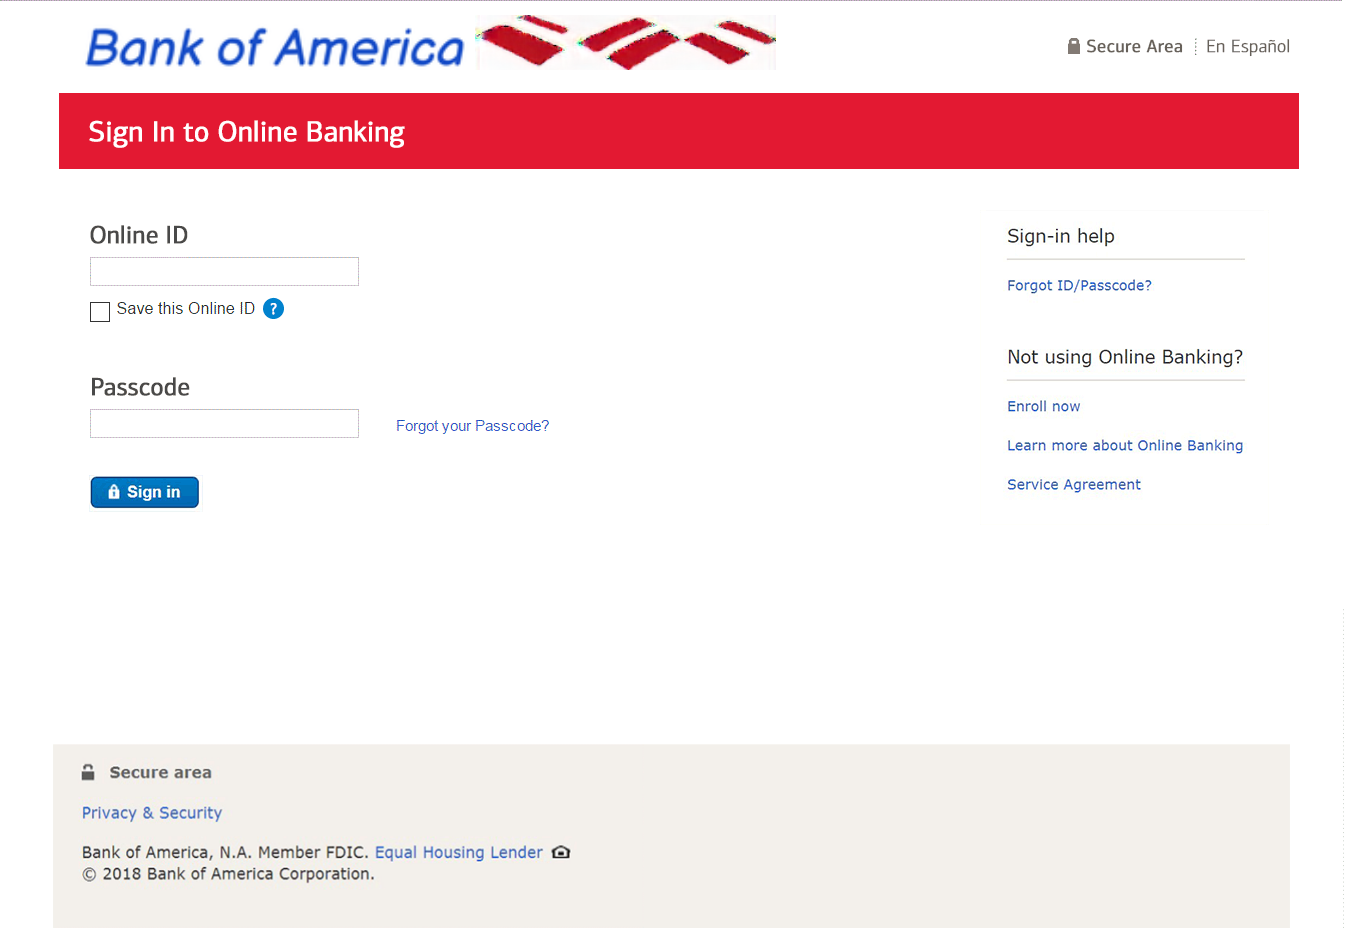 Bank of America
Secure Area
En Español
Sign In to Online Banking
Online ID
Save this Online ID ?
Passcode
Forgot your Passcode?
Sign in
Sign-in help
Forgot ID/Passcode?
Not using Online Banking?
Enroll now
Learn more about Online Banking
Service Agreement
Secure area
Privacy & Security
Bank of America, N.A. Member FDIC. Equal Housing Lender
© 2018 Bank of America Corporation.